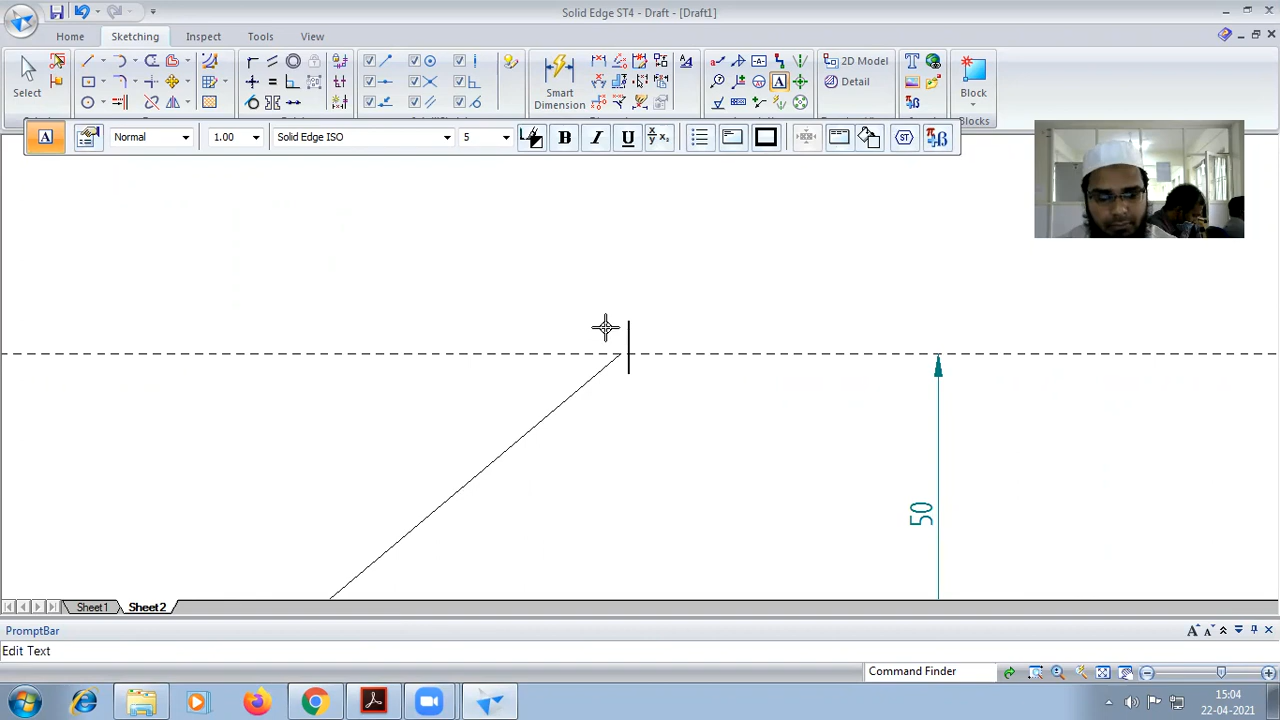 Solid Edge ST4 - Draft - [Draft1]
Home Sketching Inspect Tools View
Select
Smart Dimension
2D Model
Detail
Block
Blocks
Normal 1.00 Solid Edge ISO 5 B I U
50
Sheet1 Sheet2
PromptBar
Edit Text
Command Finder
15:04
22-04-2021